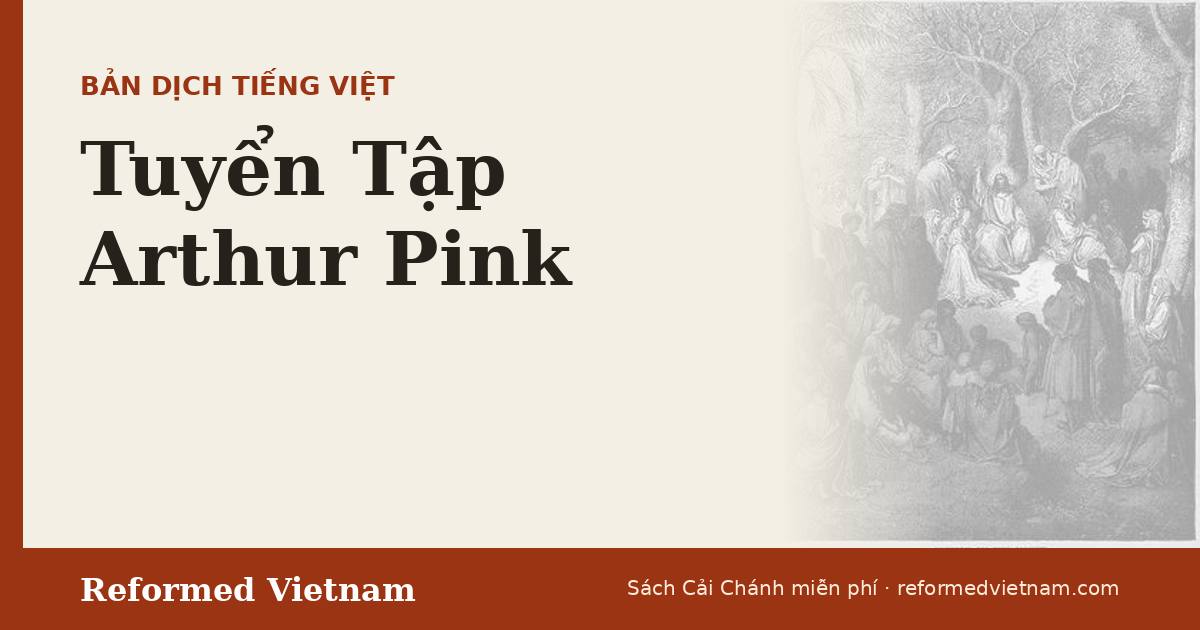 BẢN DỊCH TIẾNG VIỆT
Tuyển Tập
Arthur Pink
Reformed Vietnam
Sách Cải Chánh miễn phí · reformedvietnam.com